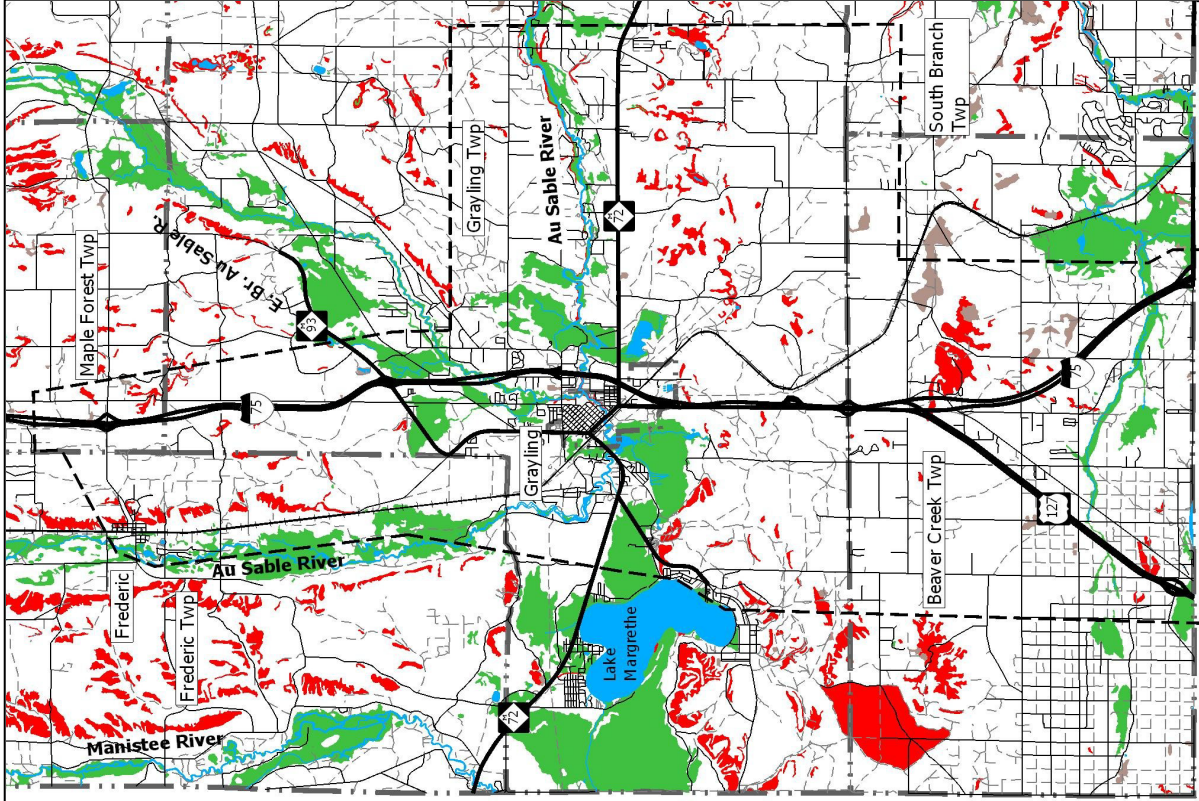 Maple Forest Twp
Frederic
Frederic Twp
Manistee River
E. Br. Au Sable R.
Au Sable River
75
M
93
Grayling Twp
M
72
Grayling
Au Sable River
M
72
Lake
Margrethe
Beaver Creek Twp
South Branch
Twp
127
75